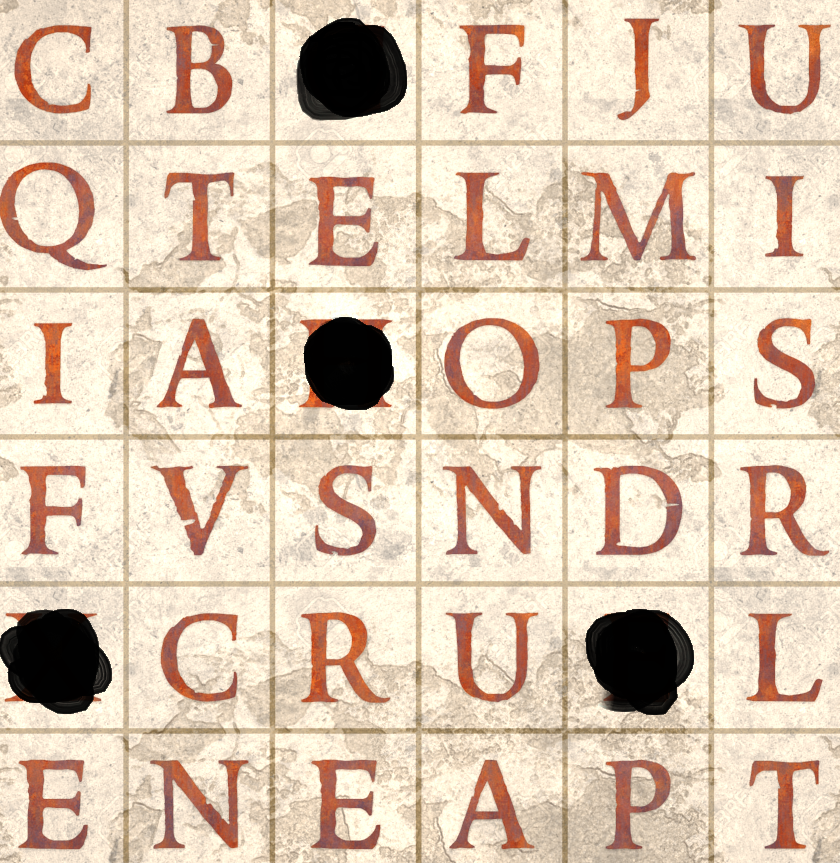 C B F J U
Q T E L M I
I A O P S
F V S N D R
C R U L
E N E A P T